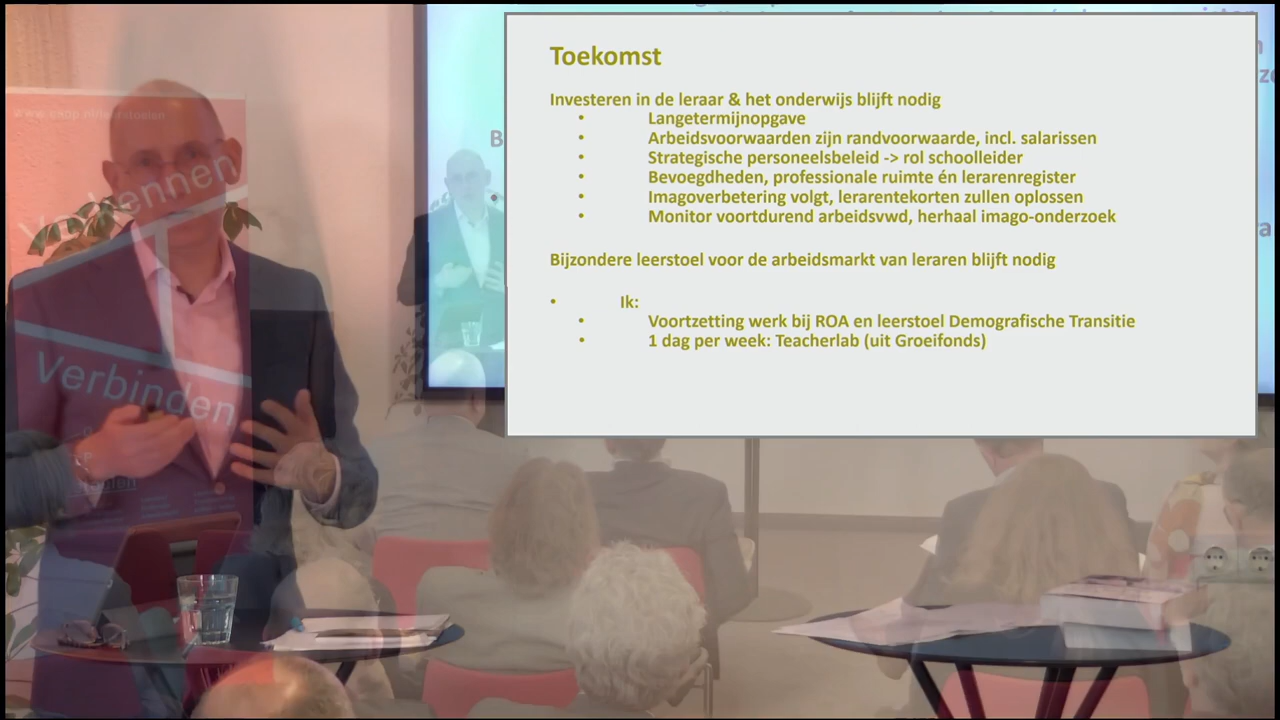 Toekomst
Investeren in de leraar & het onderwijs blijft nodig
• Langetermijnopgave
• Arbeidsvoorwaarden zijn randvoorwaarde, incl. salarissen
• Strategische personeelsbeleid -> rol schoolleider
• Bevoegdheden, professionale ruimte én lerarenregister
• Imagoverbetering volgt, lerarentekorten zullen oplossen
• Monitor voortdurend arbeidsvwd, herhaal imago-onderzoek
Bijzondere leerstoel voor de arbeidsmarkt van leraren blijft nodig
• Ik:
• Voortzetting werk bij ROA en leerstoel Demografische Transitie
• 1 dag per week: Teacherlab (uit Groeifonds)
Verbinden